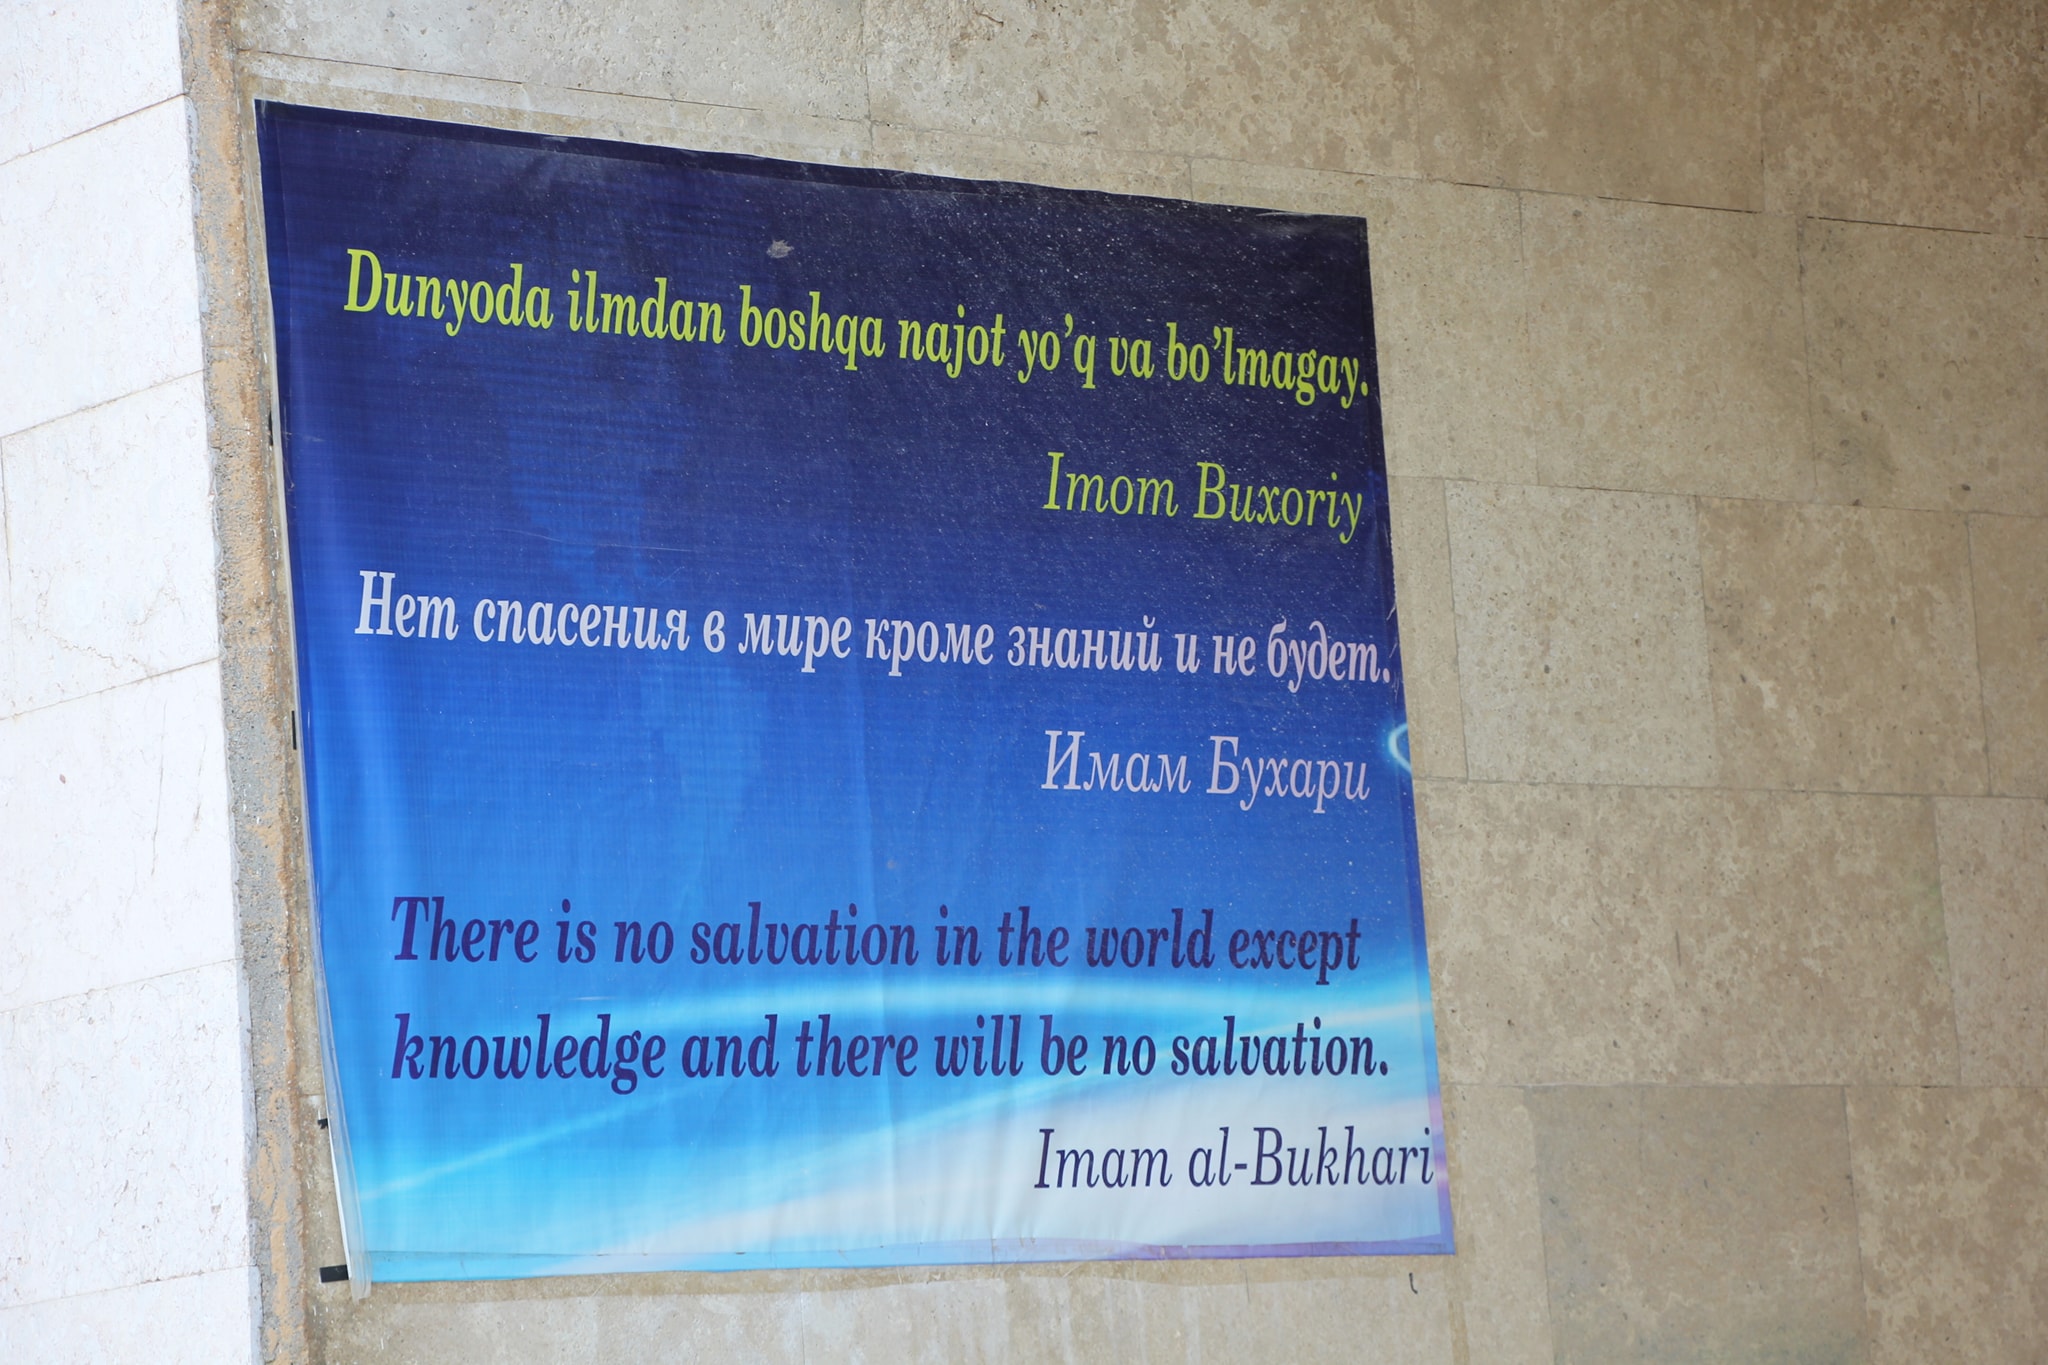 Dunyoda ilmdan boshqa najot yo’q va bo’lmagay.
Imom Buxoriy
Нет спасения в мире кроме знаний и не будет.
Имам Бухари
There is no salvation in the world except
knowledge and there will be no salvation.
Imam al-Bukhari